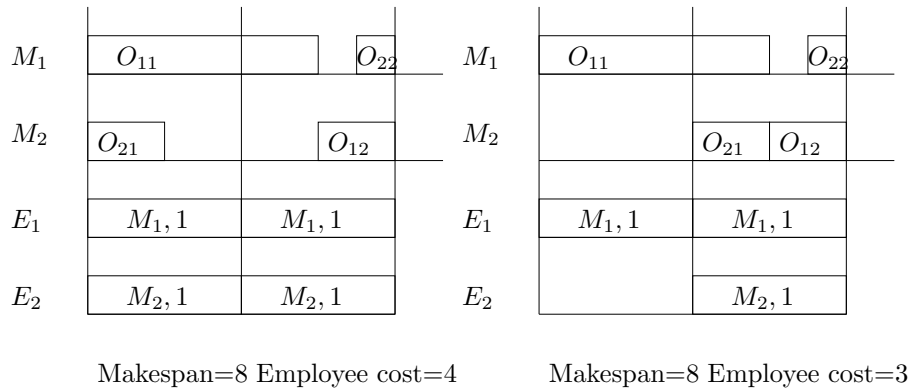 M₁ O₁₁ O₂₂ M₁ O₁₁ O₂₂
M₂ O₂₁ O₁₂ M₂ O₂₁ O₁₂
E₁ M₁, 1 M₁, 1 E₁ M₁, 1 M₁, 1
E₂ M₂, 1 M₂, 1 E₂ M₂, 1
Makespan=8 Employee cost=4 Makespan=8 Employee cost=3